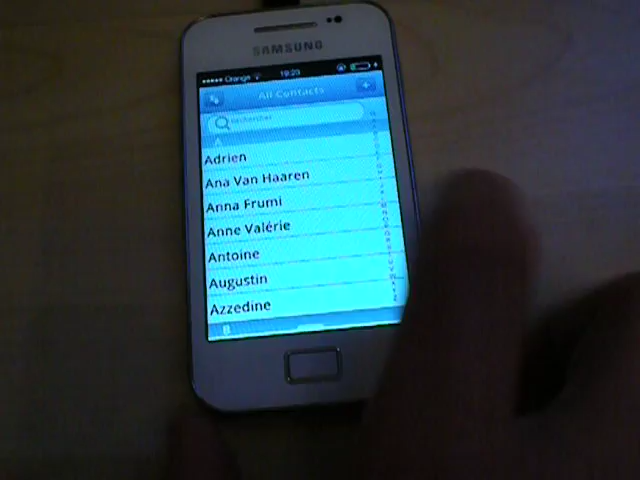 SAMSUNG
Orange 19:23
All Contacts +
Rechercher
A
Adrien
Ana Van Haaren
Anna Frumi
Anne Valérie
Antoine
Augustin
Azzedine
B